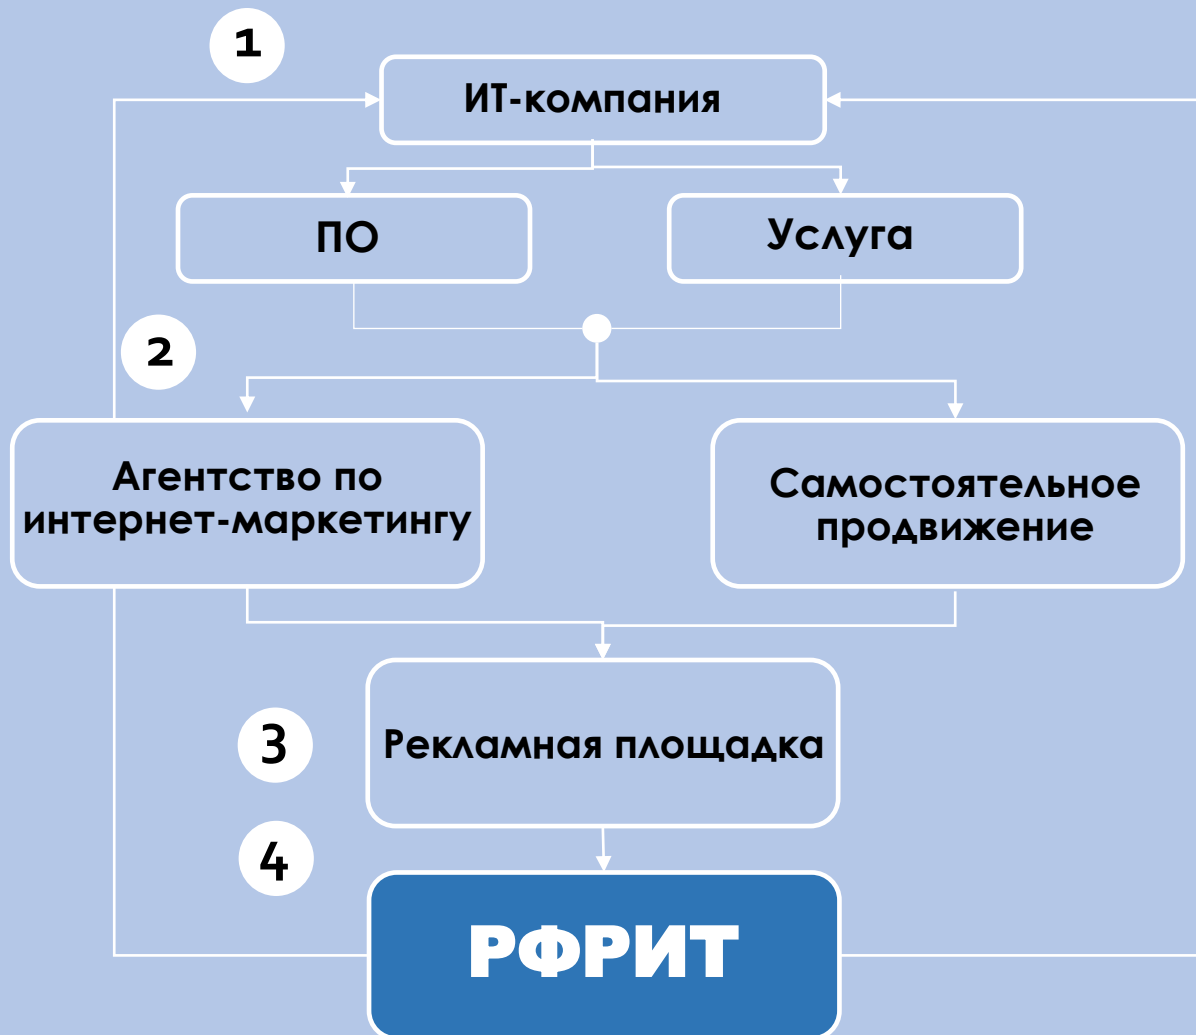 1
ИТ-компания
ПО
Услуга
2
Агентство по
интернет-маркетингу
Самостоятельное
продвижение
3
Рекламная площадка
4
РФРИТ